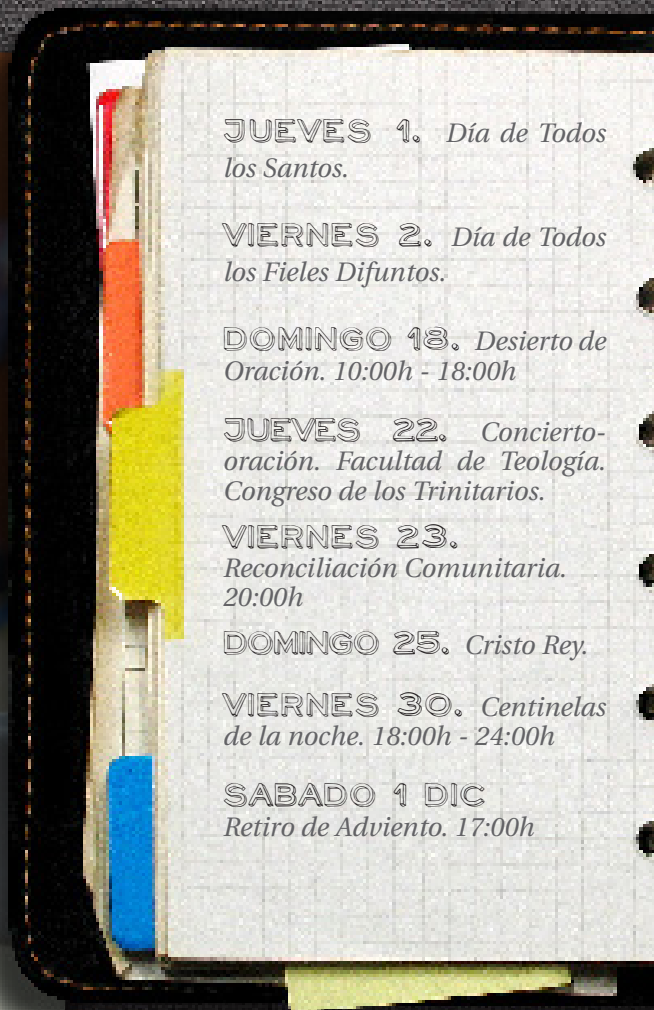 JUEVES 1. Día de Todos
los Santos.
VIERNES 2. Día de Todos
los Fieles Difuntos.
DOMINGO 18. Desierto de
Oración. 10:00h - 18:00h
JUEVES 22. Concierto-
oración. Facultad de Teología.
Congreso de los Trinitarios.
VIERNES 23.
Reconciliación Comunitaria.
20:00h
DOMINGO 25. Cristo Rey.
VIERNES 30. Centinelas
de la noche. 18:00h - 24:00h
SABADO 1 DIC
Retiro de Adviento. 17:00h